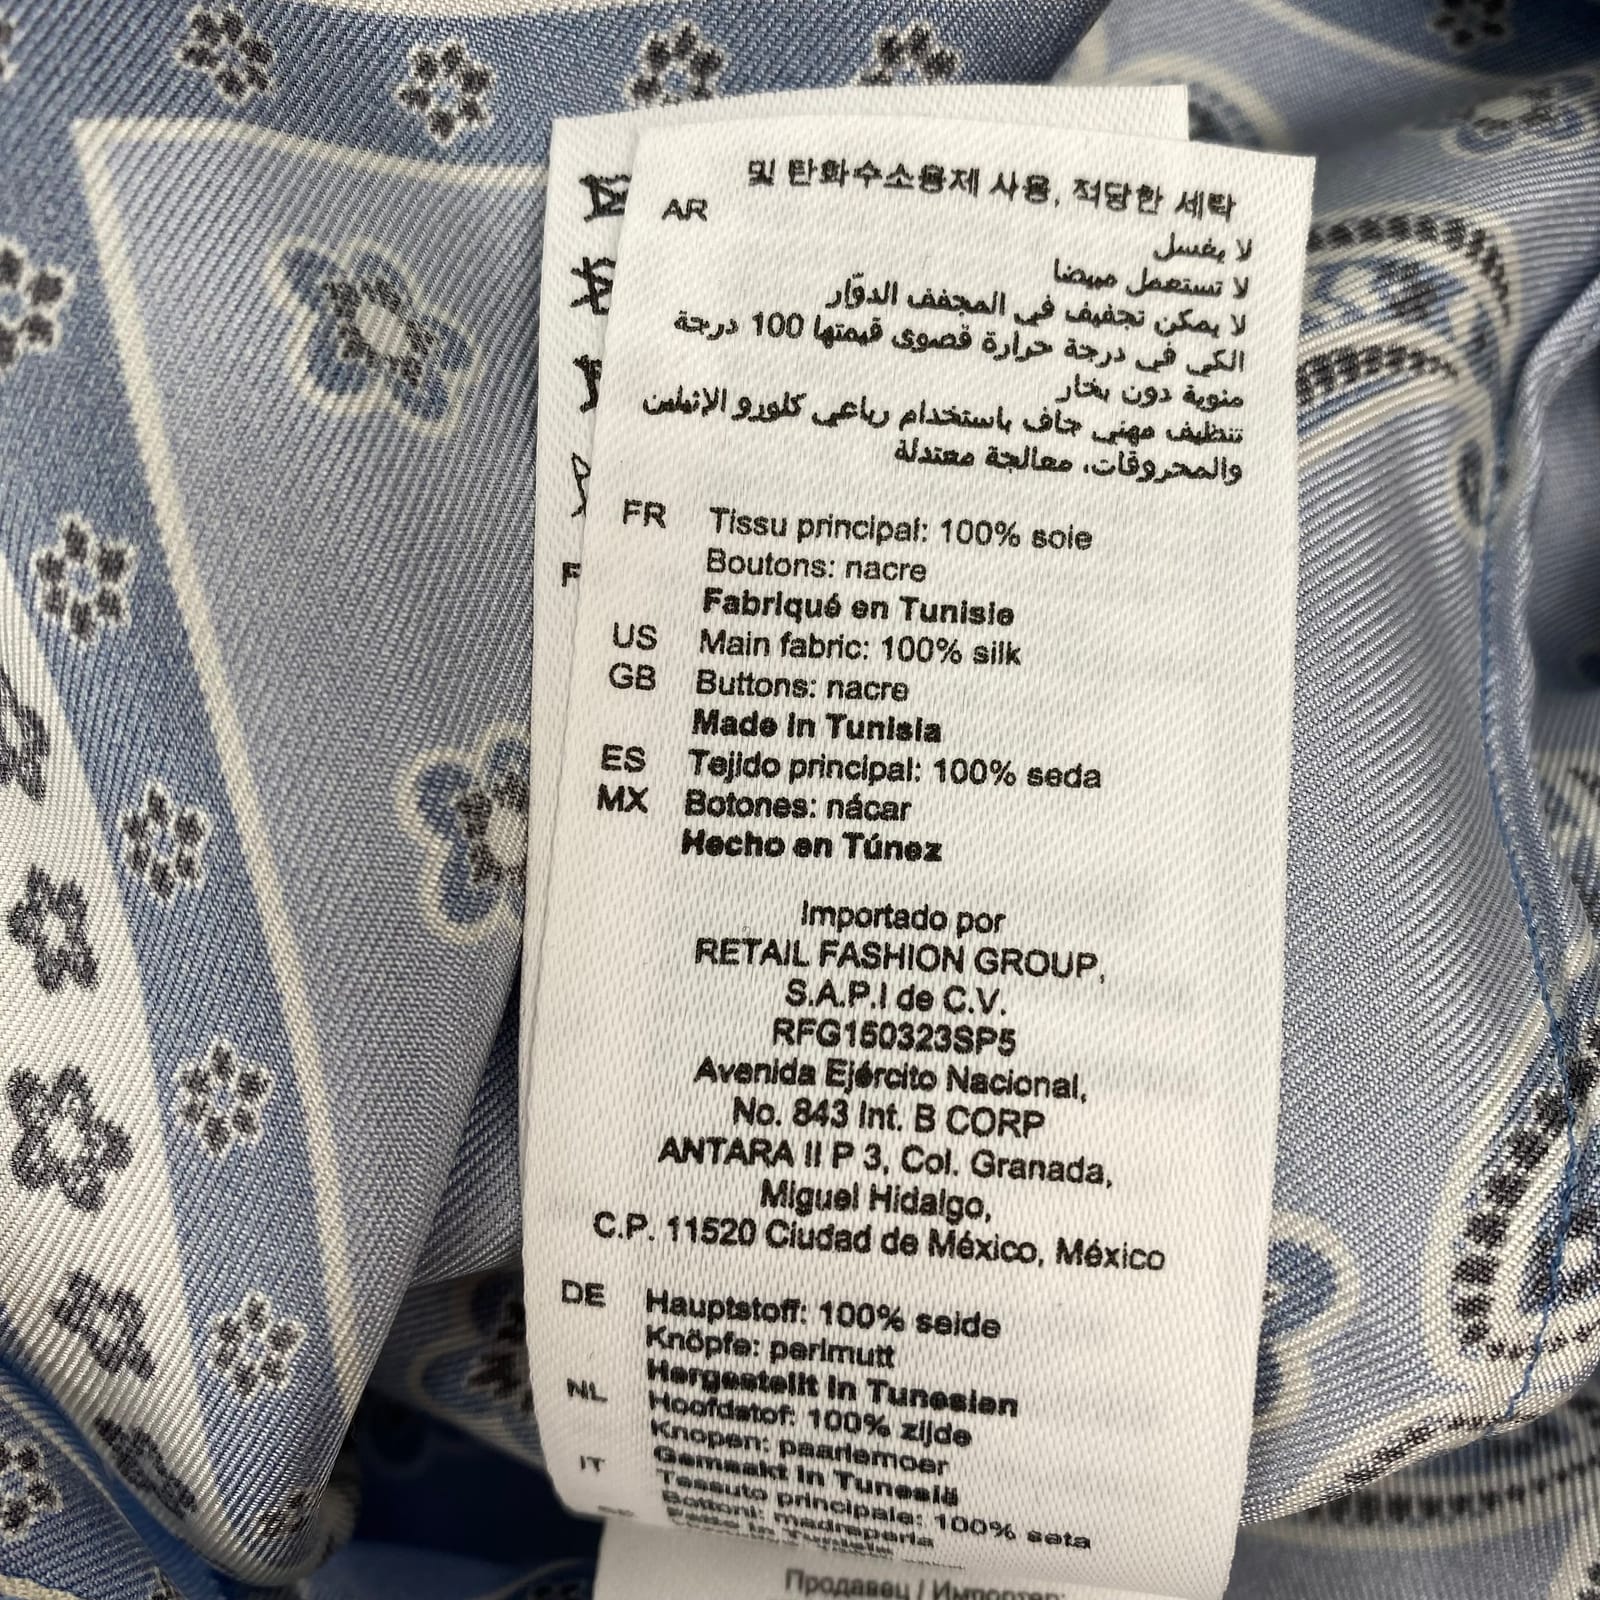 및 탄화수소용제 사용, 적당한 세탁
AR
لا يغسل
لا تستعمل مبيضا
لا يمكن تجفيف في المجفف الدوّار
الكي في درجة حرارة قصوى قيمتها 100 درجة
مئوية دون بخار
تنظيف مهني جاف باستخدام رباعي كلورو الإثيلين
والمحروقات، معالجة معتدلة
FR Tissu principal: 100% soie
Boutons: nacre
F
Fabriqué en Tunisie
US Main fabric: 100% silk
GB Buttons: nacre
Made in Tunisia
ES Tejido principal: 100% seda
MX Botones: nácar
Hecho en Túnez
Importado por
RETAIL FASHION GROUP,
S.A.P.I de C.V.
RFG150323SP5
Avenida Ejército Nacional,
No. 843 Int. B CORP
ANTARA II P 3, Col. Granada,
Miguel Hidalgo,
C.P. 11520 Ciudad de México, México
DE Hauptstoff: 100% seide
Knöpfe: perlmutt
Hergestellt in Tunesien
NL Hoofdstof: 100% zijde
Knopen: paarlemoer
Gemaakt in Tunesië
IT Tessuto principale: 100% seta
Bottoni: madreperla
Продавец / Импортер: